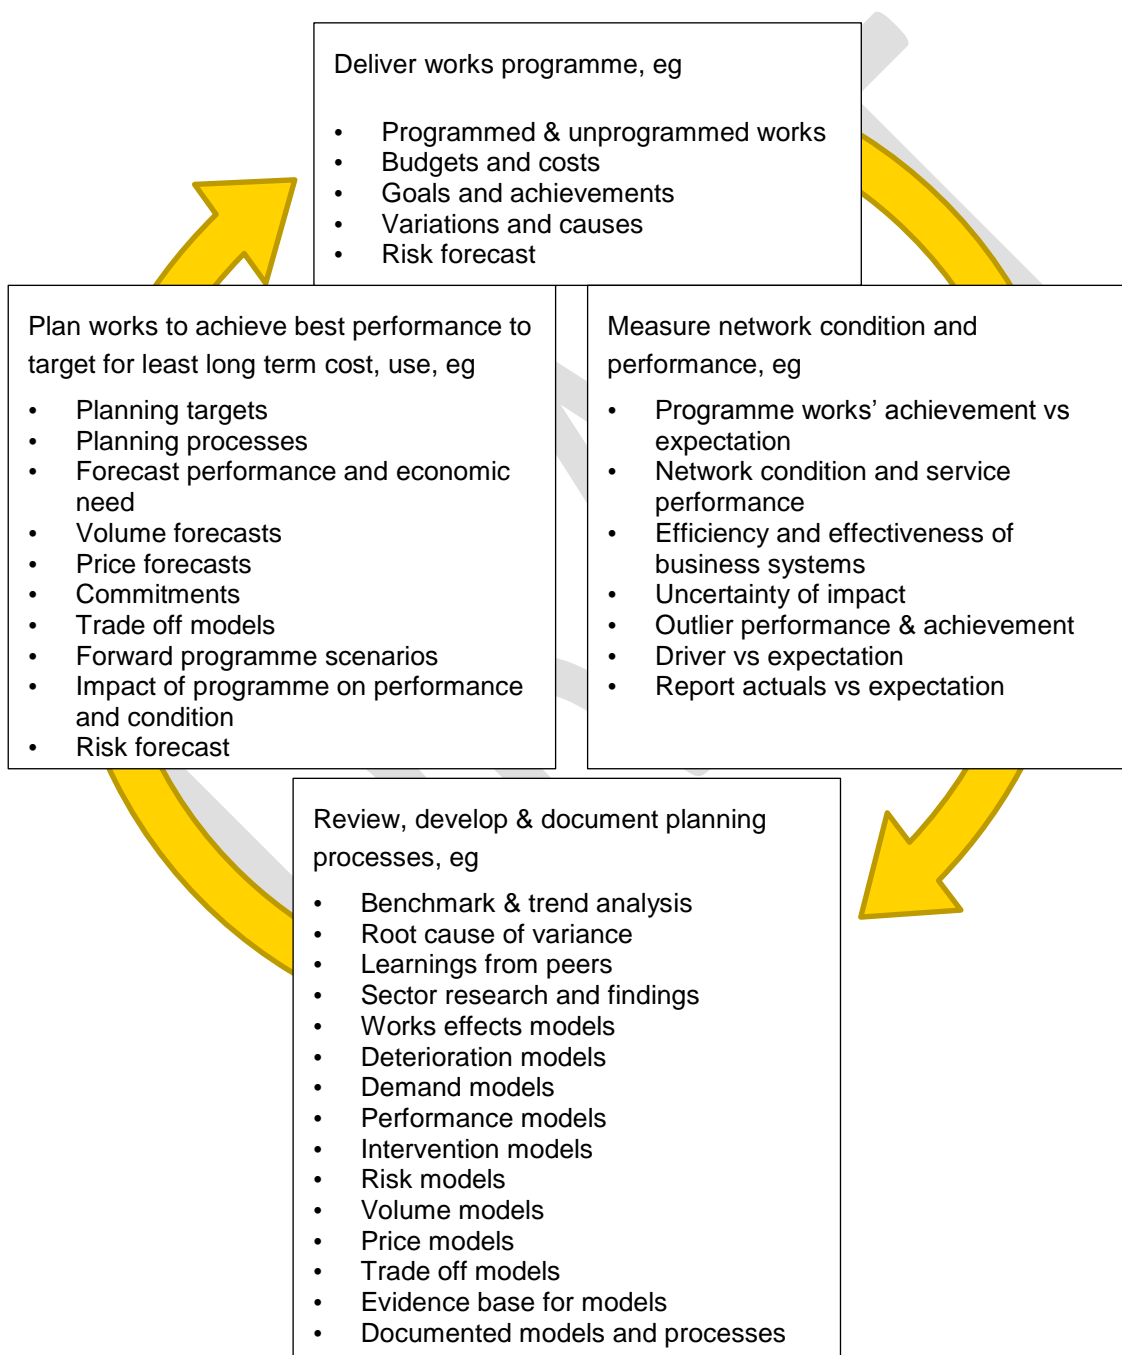 Deliver works programme, eg
• Programmed & unprogrammed works
• Budgets and costs
• Goals and achievements
• Variations and causes
• Risk forecast
Plan works to achieve best performance to
target for least long term cost, use, eg
• Planning targets
• Planning processes
• Forecast performance and economic
need
• Volume forecasts
• Price forecasts
• Commitments
• Trade off models
• Forward programme scenarios
• Impact of programme on performance
and condition
• Risk forecast
Measure network condition and
performance, eg
• Programme works’ achievement vs
expectation
• Network condition and service
performance
• Efficiency and effectiveness of
business systems
• Uncertainty of impact
• Outlier performance & achievement
• Driver vs expectation
• Report actuals vs expectation
Review, develop & document planning
processes, eg
• Benchmark & trend analysis
• Root cause of variance
• Learnings from peers
• Sector research and findings
• Works effects models
• Deterioration models
• Demand models
• Performance models
• Intervention models
• Risk models
• Volume models
• Price models
• Trade off models
• Evidence base for models
• Documented models and processes